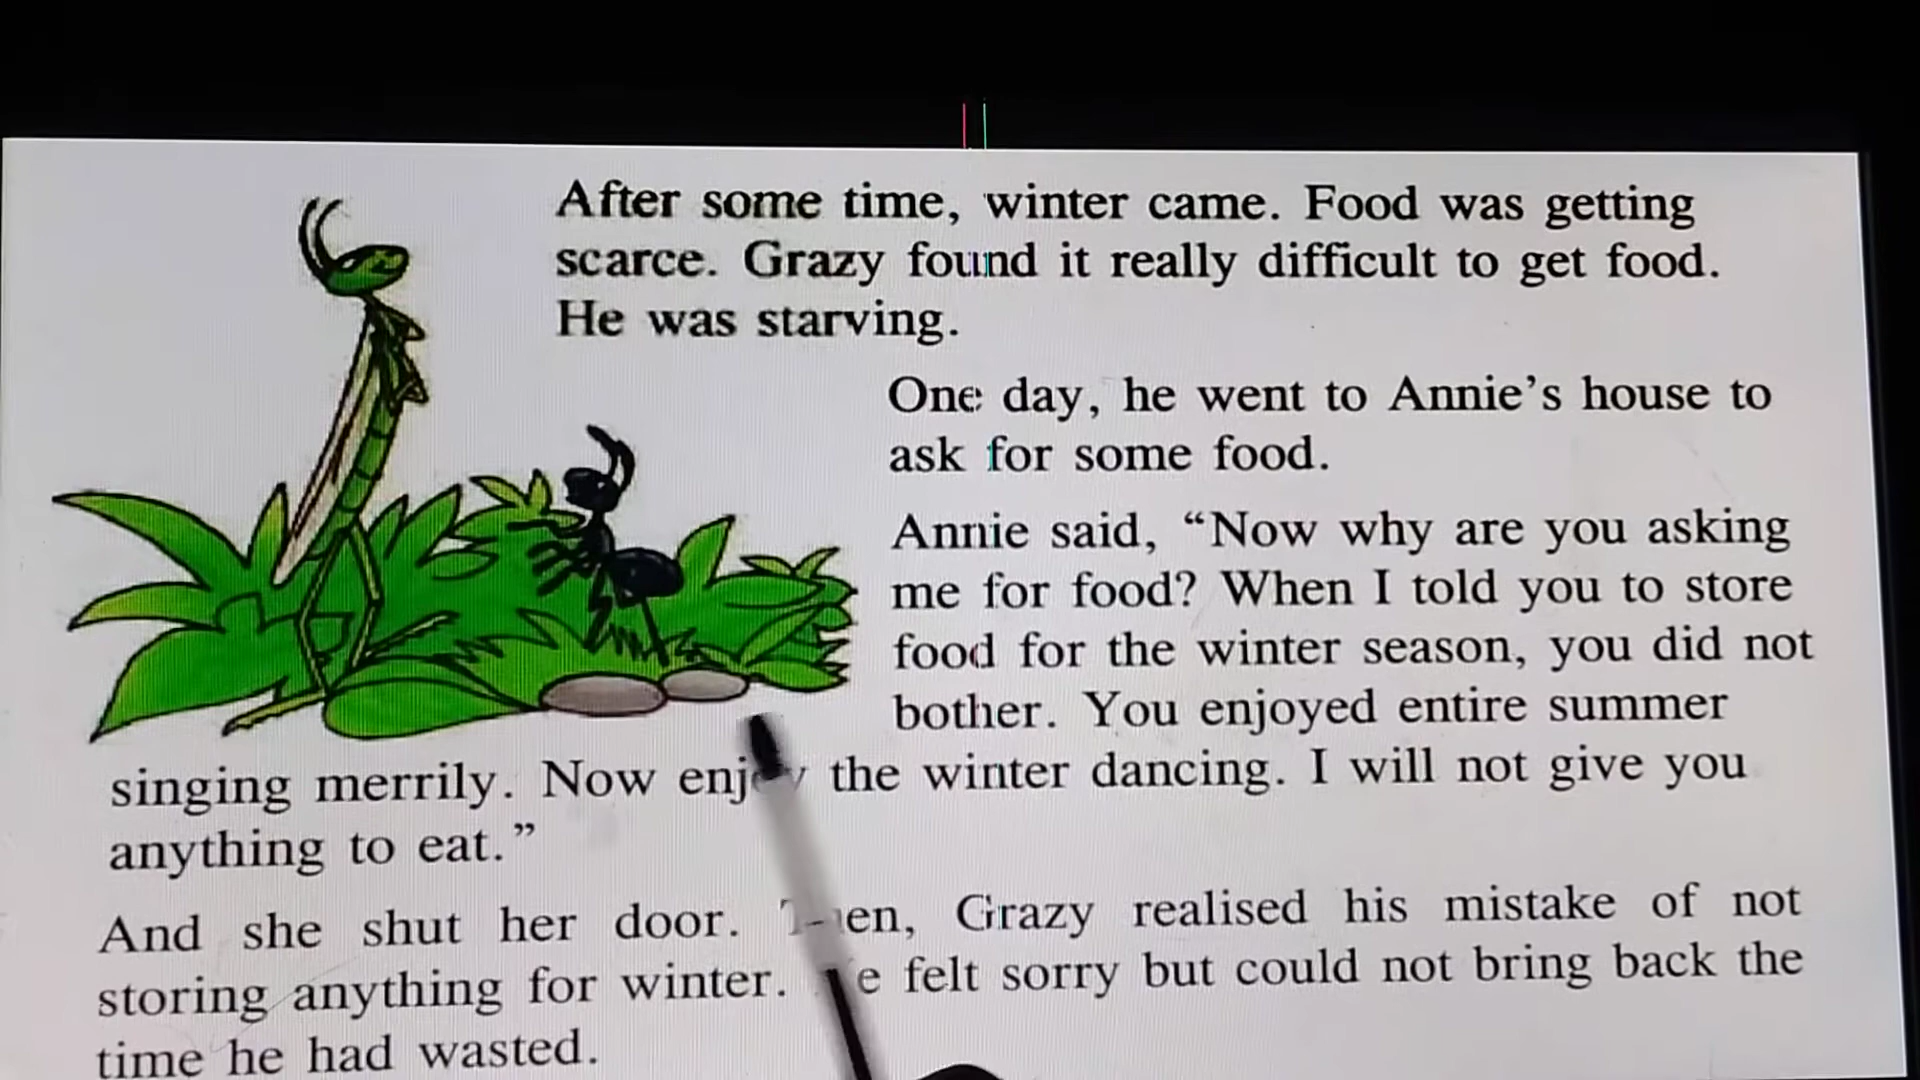 After some time, winter came. Food was getting
scarce. Grazy found it really difficult to get food.
He was starving.
One day, he went to Annie's house to
ask for some food.
Annie said, “Now why are you asking
me for food? When I told you to store
food for the winter season, you did not
bother. You enjoyed entire summer
singing merrily. Now enjoy the winter dancing. I will not give you
anything to eat.”
And she shut her door. Then, Grazy realised his mistake of not
storing anything for winter. He felt sorry but could not bring back the
time he had wasted.